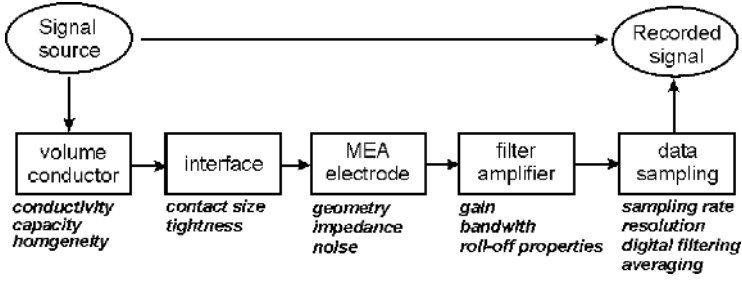 Signal
source
Recorded
signal
volume
conductor
interface
MEA
electrode
filter
amplifier
data
sampling
conductivity
capacity
homgeneity
contact size
tightness
geometry
impedance
noise
gain
bandwith
roll-off properties
sampling rate
resolution
digital filtering
averaging